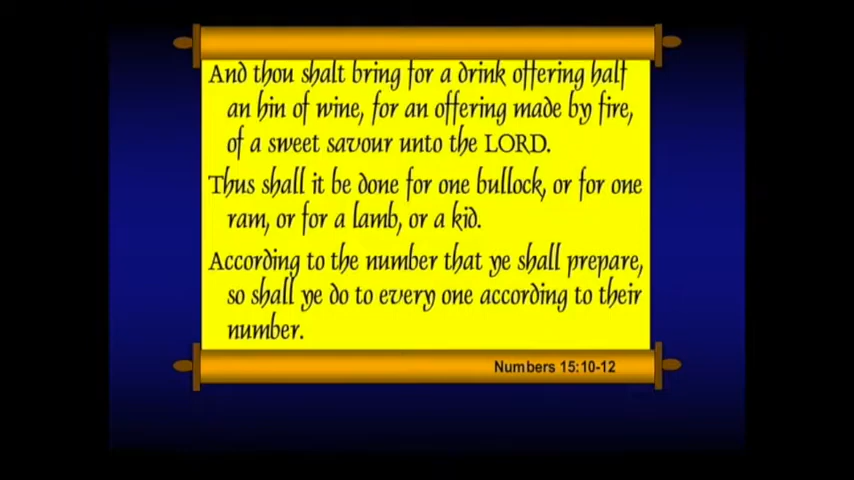 And thou shalt bring for a drink offering half
an hin of wine, for an offering made by fire,
of a sweet savour unto the LORD.
Thus shall it be done for one bullock, or for one
ram, or for a lamb, or a kid.
According to the number that ye shall prepare,
so shall ye do to every one according to their
number.
Numbers 15:10-12